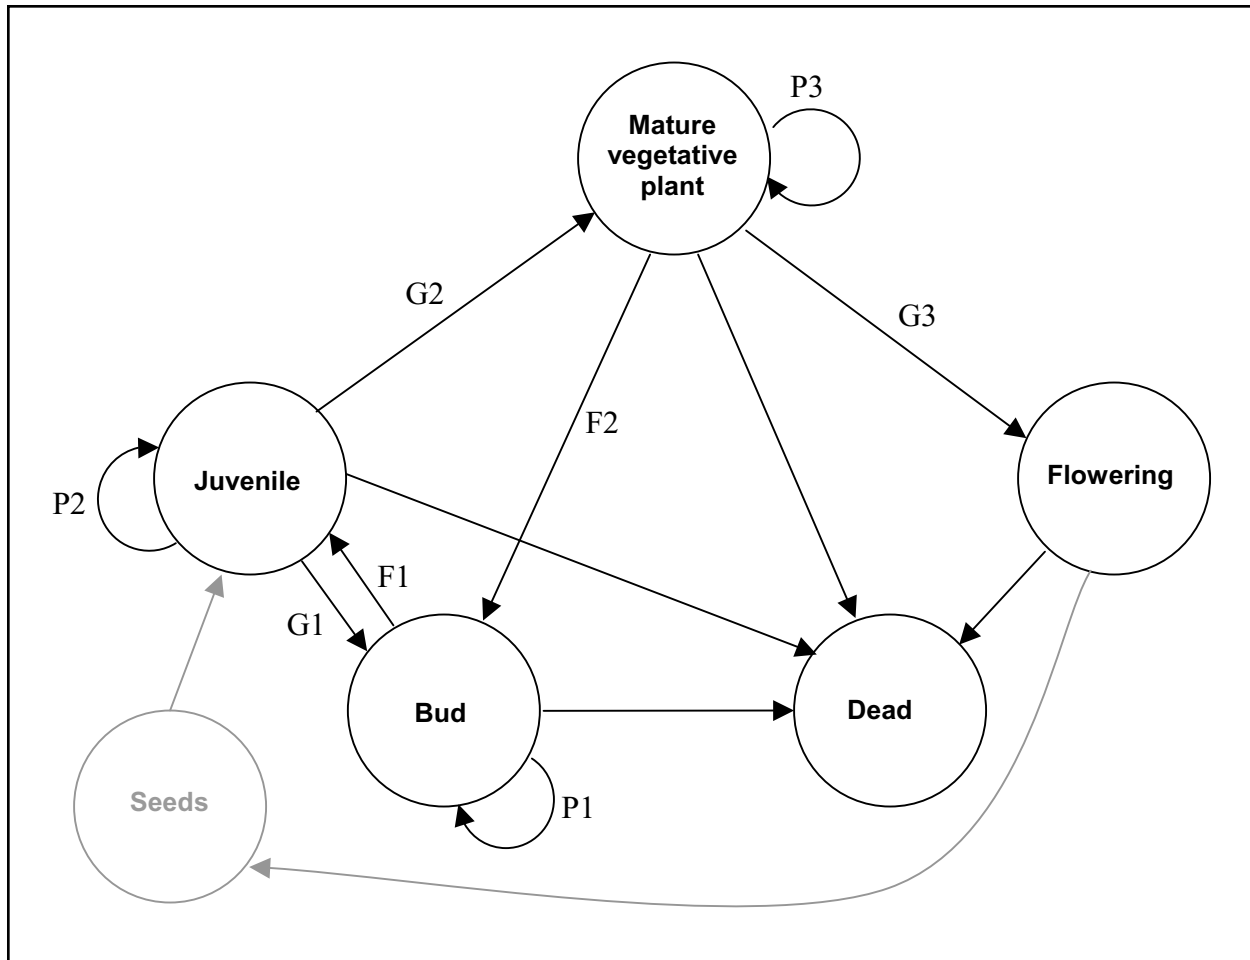 P3
Mature
vegetative
plant
G2
G3
F2
Juvenile
Flowering
P2
F1
G1
Bud
Dead
Seeds
P1